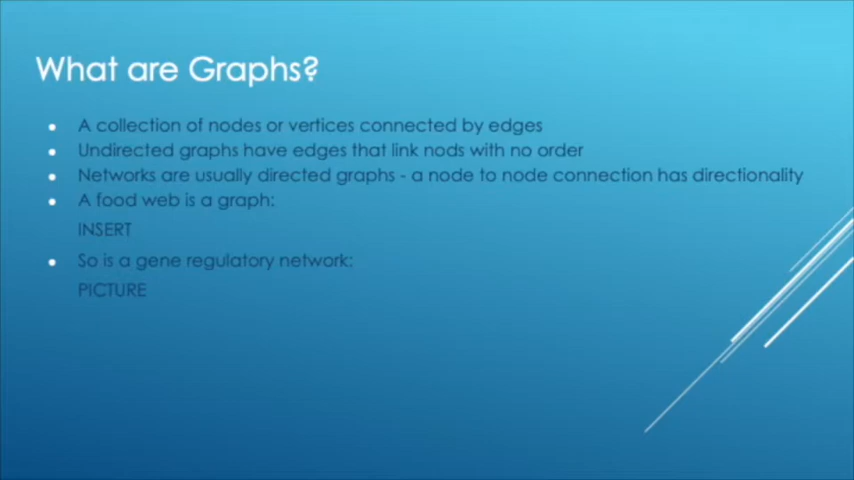 What are Graphs?
A collection of nodes or vertices connected by edges
Undirected graphs have edges that link nods with no order
Networks are usually directed graphs - a node to node connection has directionality
A food web is a graph:
INSERT
So is a gene regulatory network:
PICTURE